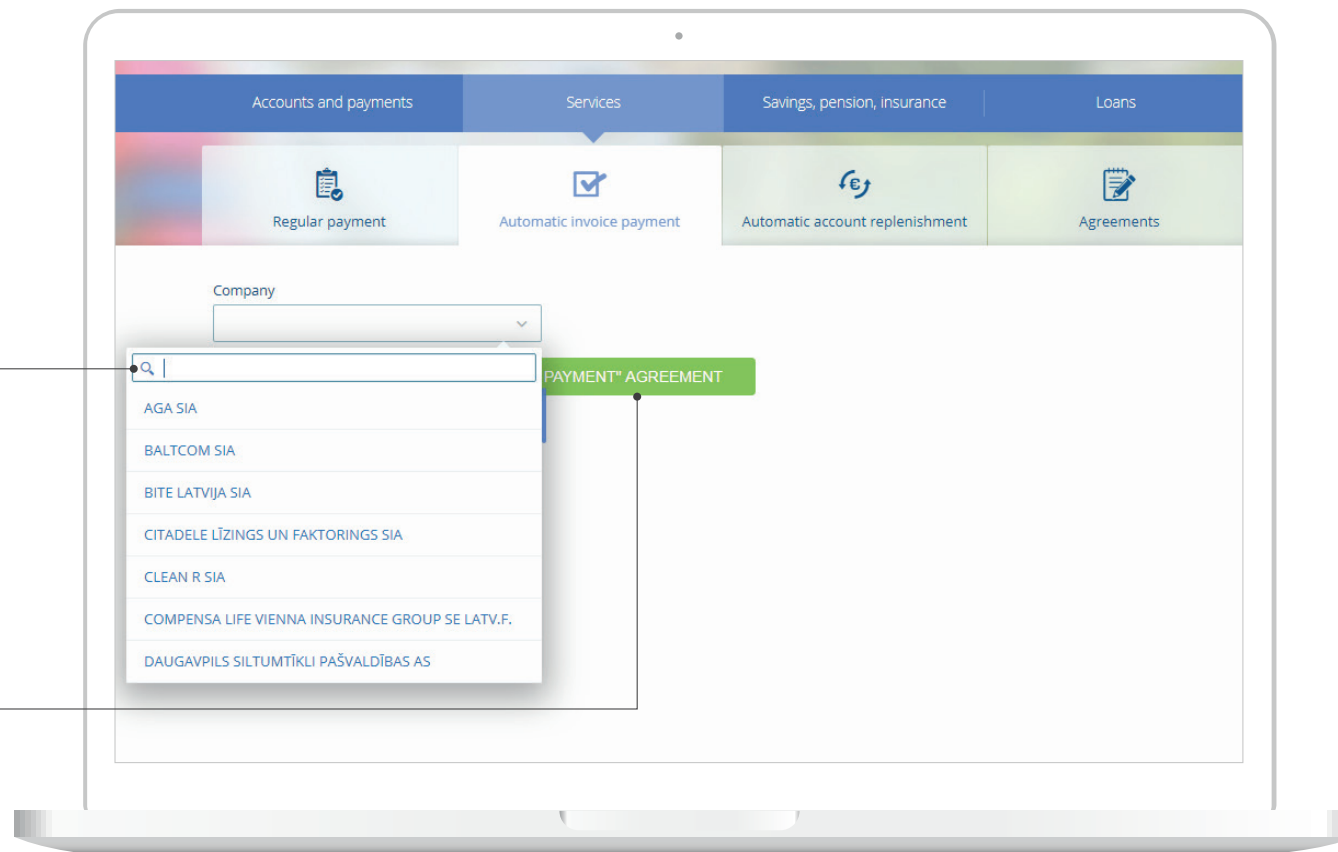 Accounts and payments
Services
Savings, pension, insurance
Loans
Regular payment
Automatic invoice payment
Automatic account replenishment
Agreements
Company
PAYMENT" AGREEMENT
AGA SIA
BALTCOM SIA
BITE LATVIJA SIA
CITADELE LĪZINGS UN FAKTORINGS SIA
CLEAN R SIA
COMPENSA LIFE VIENNA INSURANCE GROUP SE LATV.F.
DAUGAVPILS SILTUMTĪKLI PAŠVALDĪBAS AS